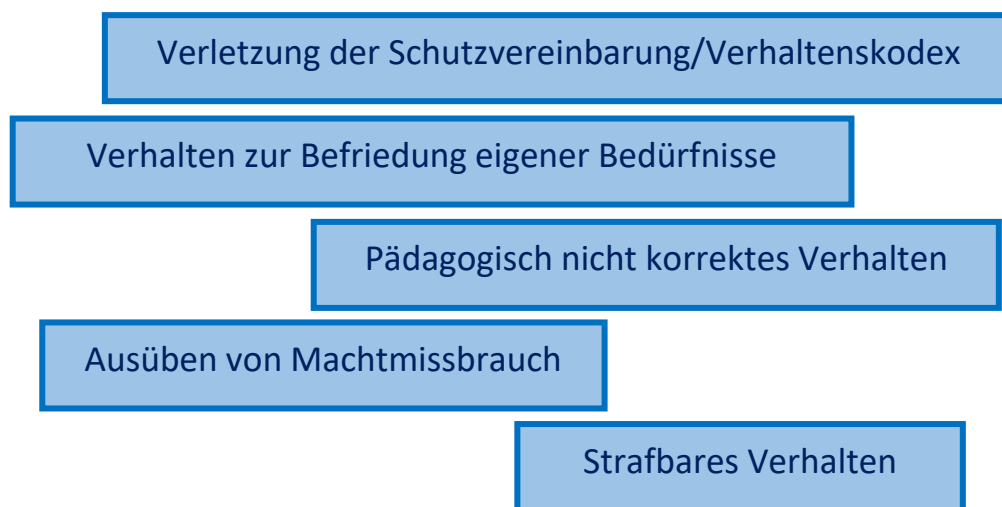 Verletzung der Schutzvereinbarung/Verhaltenskodex
Verhalten zur Befriedung eigener Bedürfnisse
Pädagogisch nicht korrektes Verhalten
Ausüben von Machtmissbrauch
Strafbares Verhalten